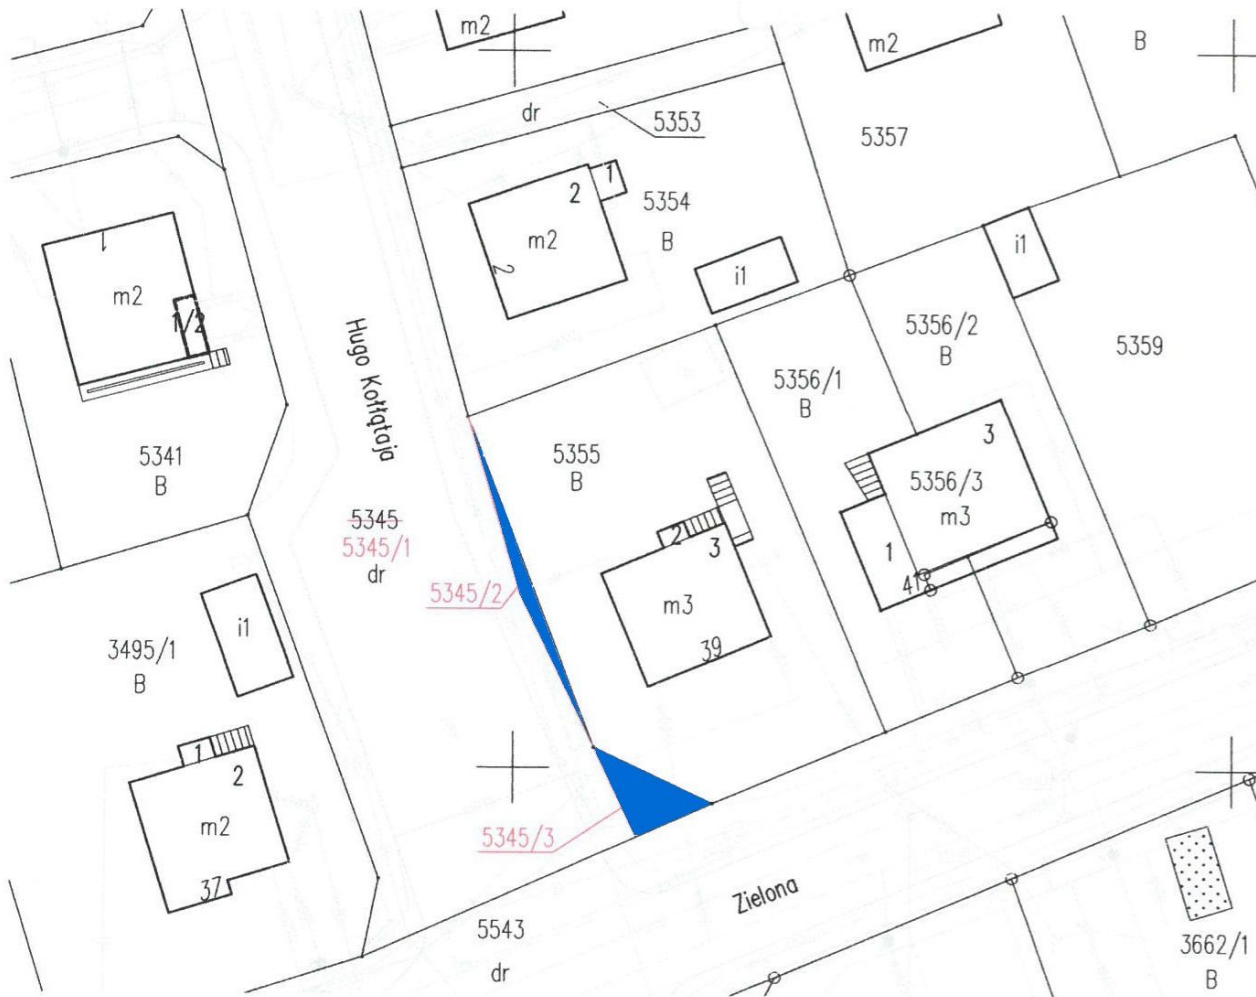 m2
m2
B
dr
5353
5357
1
2
5354
B
m2
2
i1
i1
1
m2
1/2
5356/2
B
5359
Hugo Kołłątaja
5356/1
B
5341
B
5355
B
3
5356/3
m3
5345
5345/1
dr
5345/2
2
3
m3
39
1
41
3495/1
B
i1
1
2
m2
37
5345/3
Zielona
5543
dr
3662/1
B